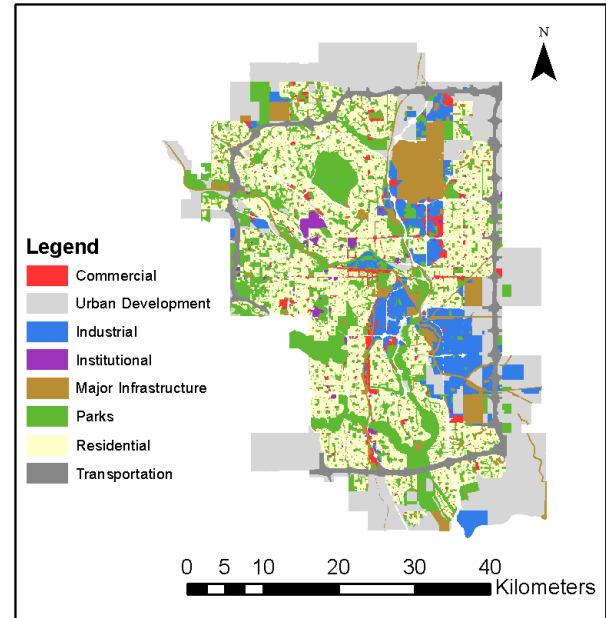 N
Legend
Commercial
Urban Development
Industrial
Institutional
Major Infrastructure
Parks
Residential
Transportation
0 5 10 20 30 40
Kilometers